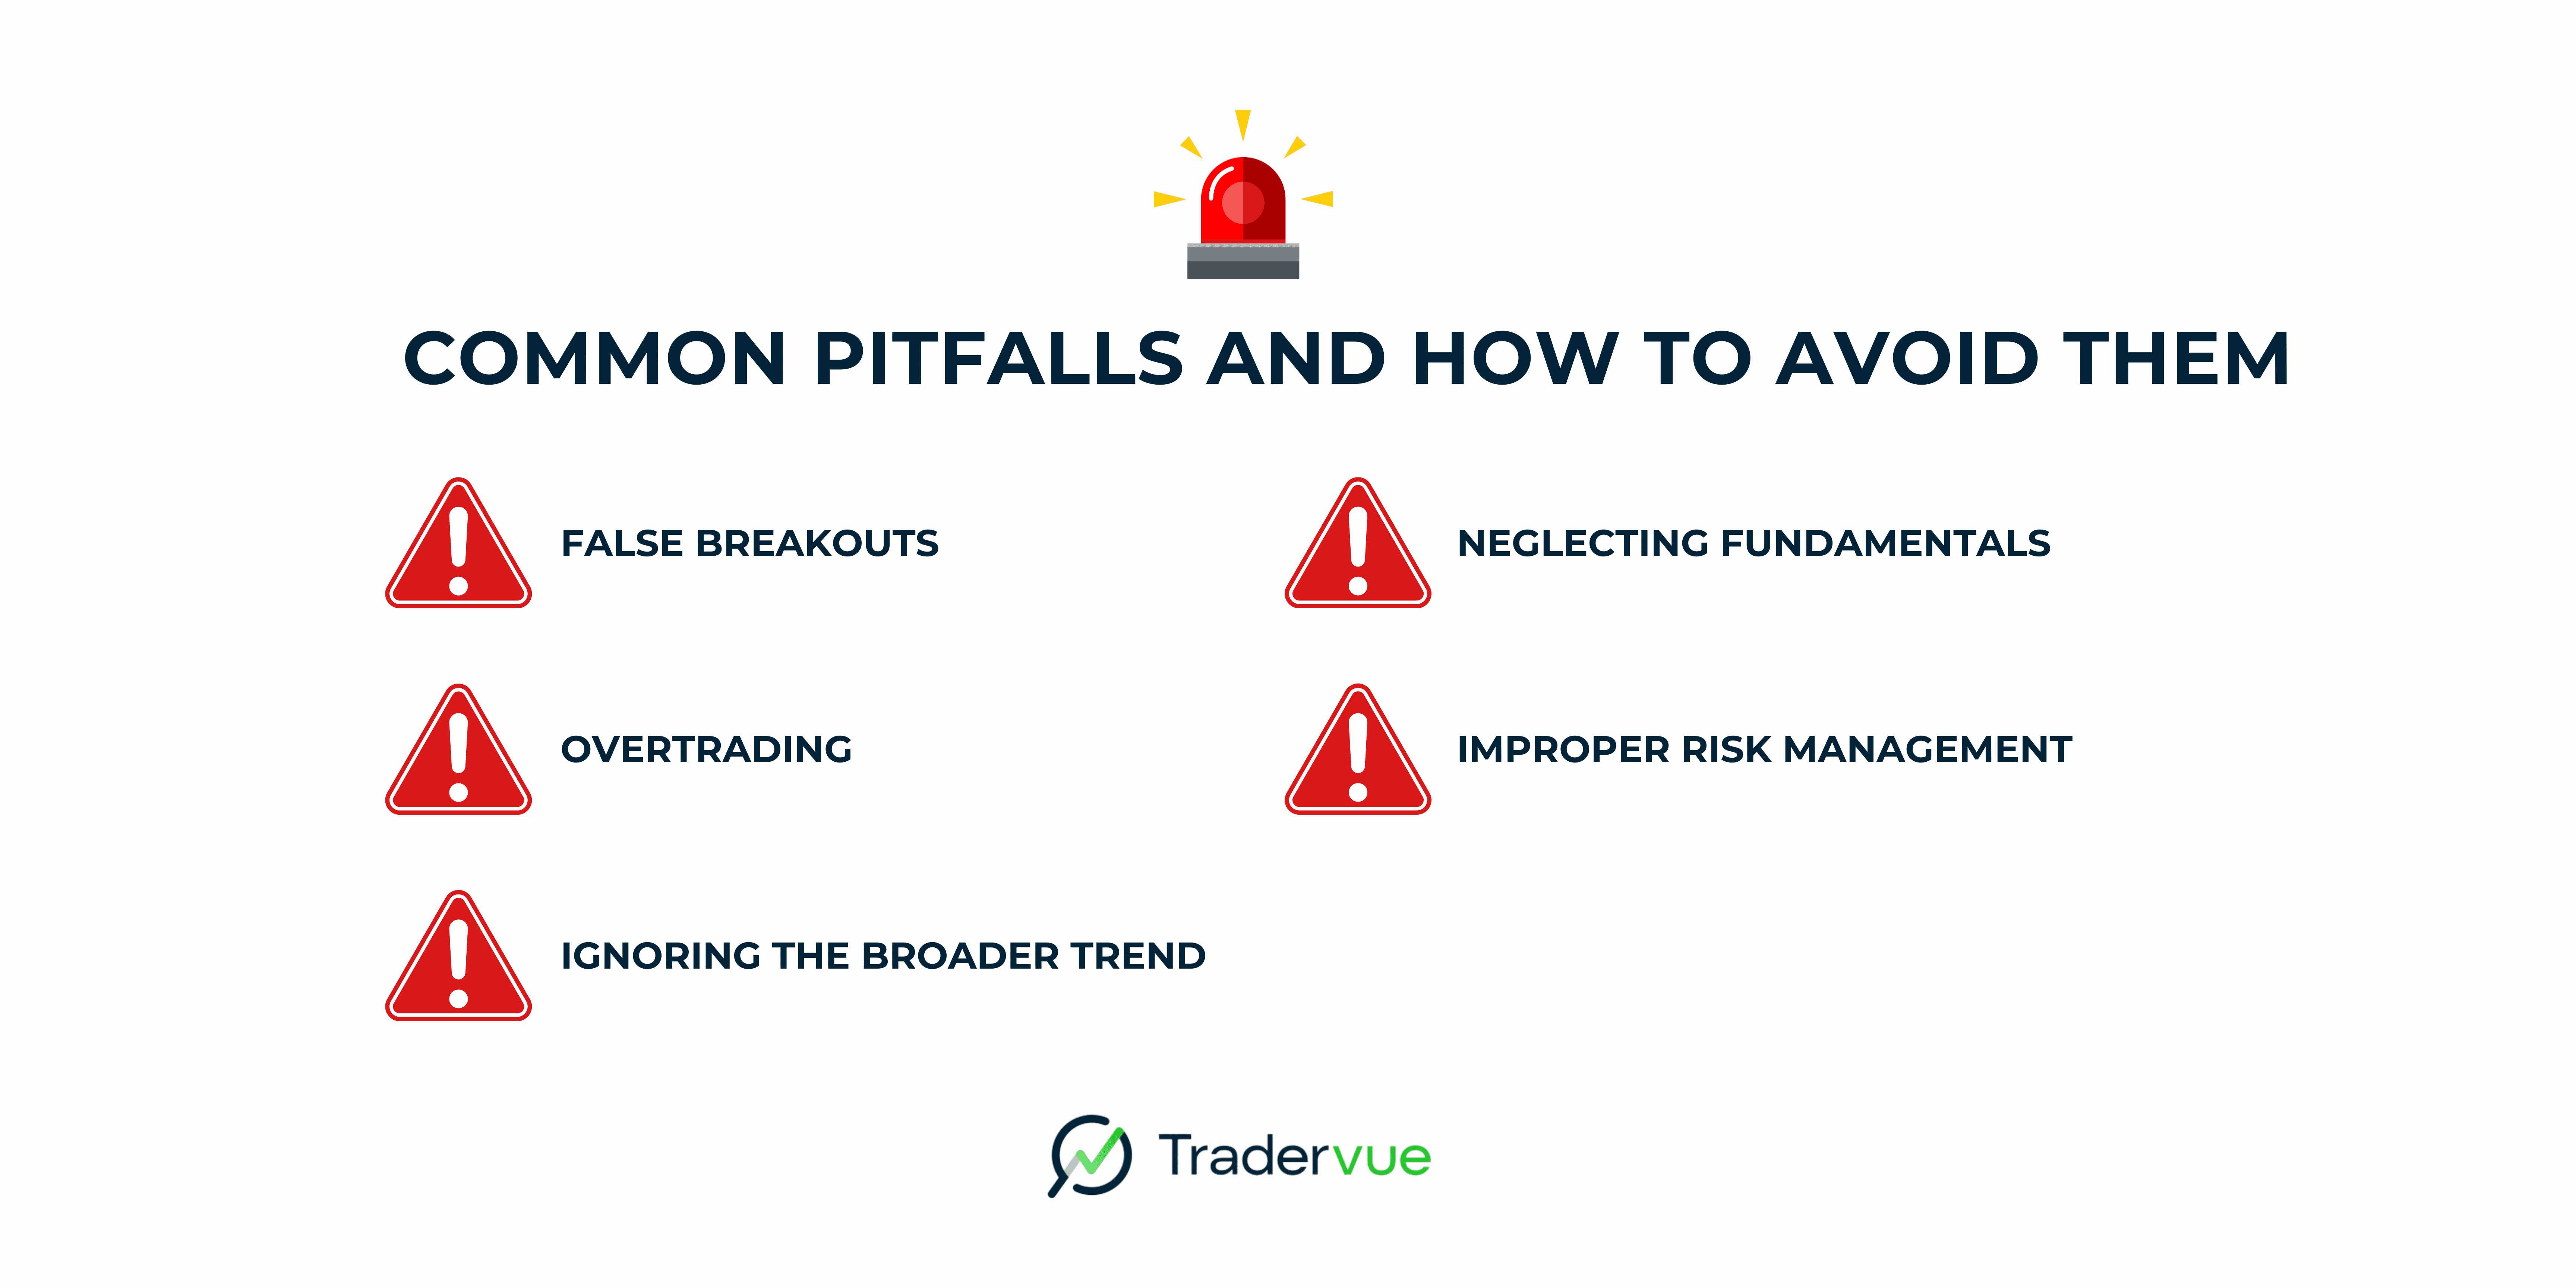 COMMON PITFALLS AND HOW TO AVOID THEM
FALSE BREAKOUTS
OVERTRADING
IGNORING THE BROADER TREND
NEGLECTING FUNDAMENTALS
IMPROPER RISK MANAGEMENT
Tradervue